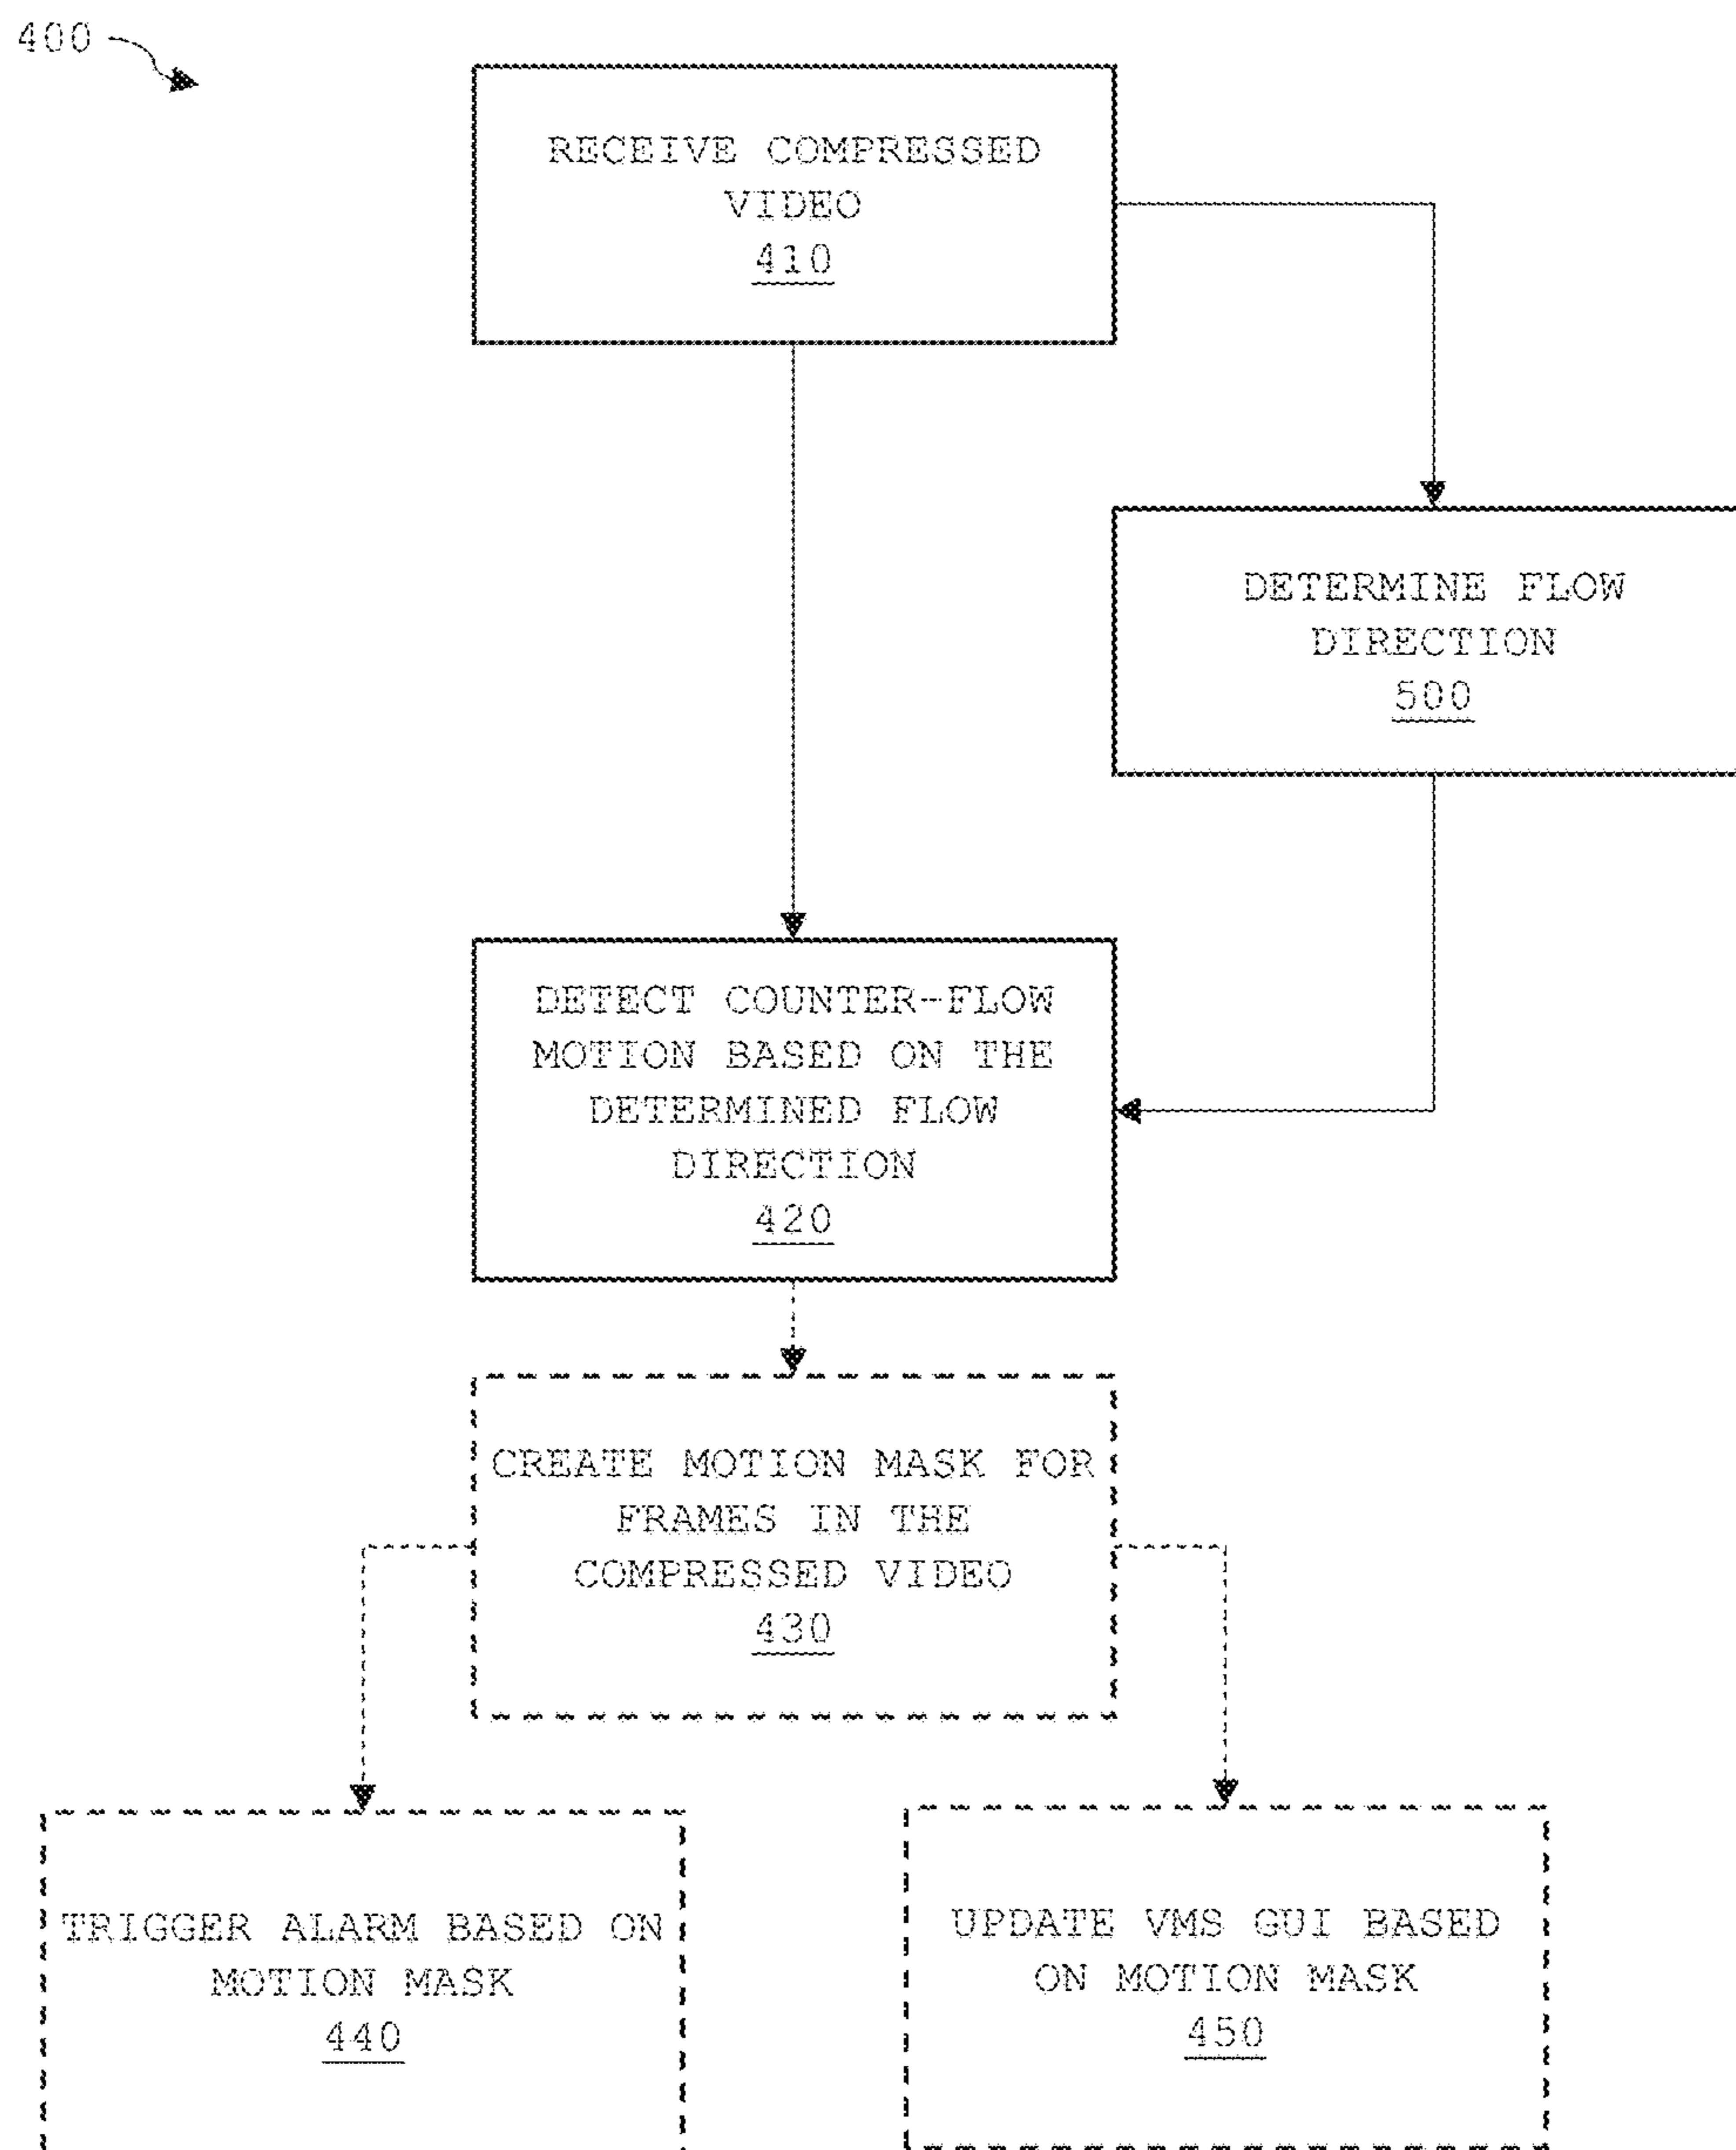 400
RECEIVE COMPRESSED
VIDEO
410
DETERMINE FLOW
DIRECTION
500
DETECT COUNTER-FLOW
MOTION BASED ON THE
DETERMINED FLOW
DIRECTION
420
CREATE MOTION MASK FOR
FRAMES IN THE
COMPRESSED VIDEO
430
TRIGGER ALARM BASED ON
MOTION MASK
440
UPDATE VMS GUI BASED
ON MOTION MASK
450